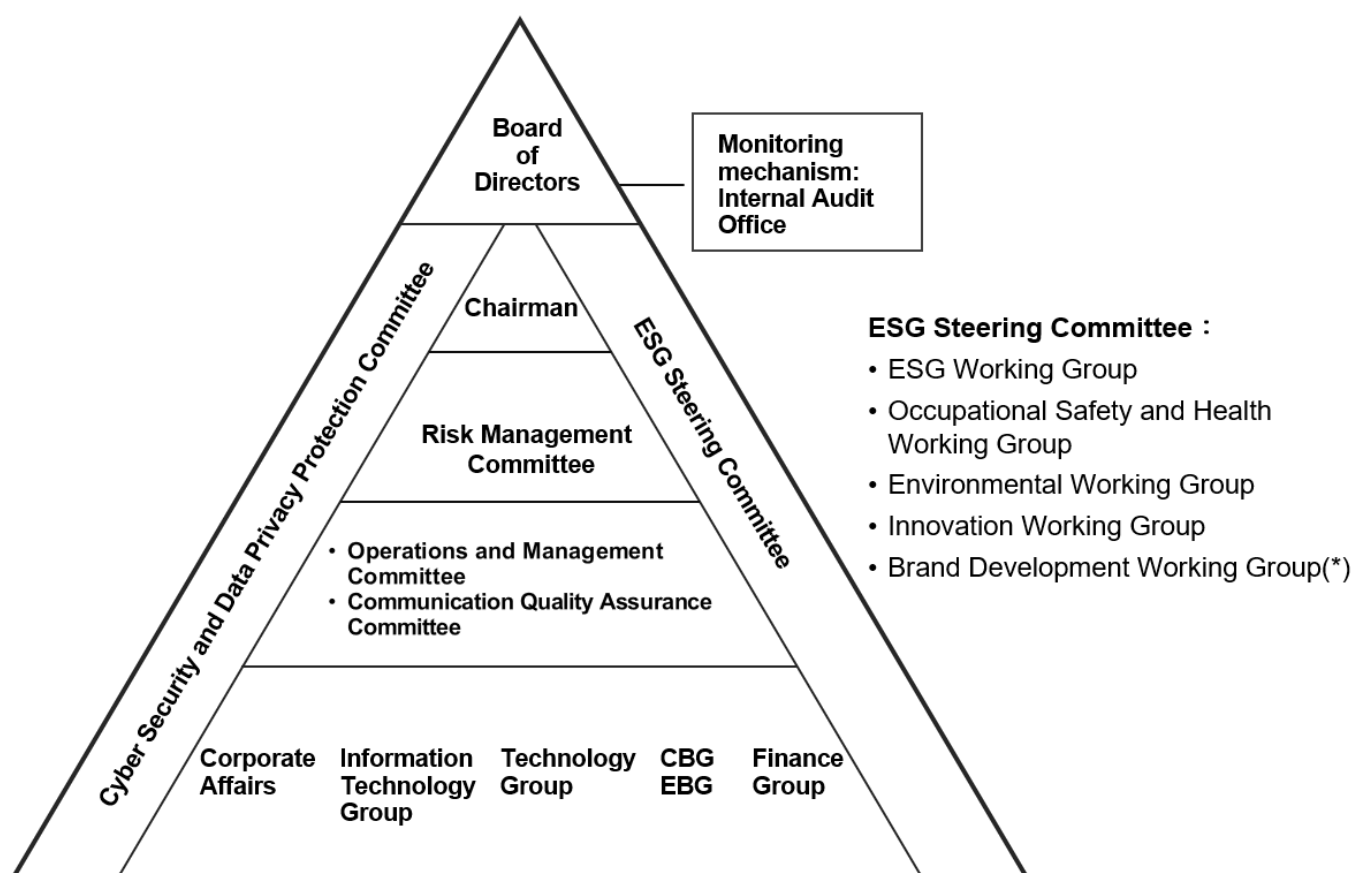 Board
of
Directors
Monitoring
mechanism:
Internal Audit
Office
Cyber Security and Data Privacy Protection Committee
Chairman
ESG Steering Committee
Risk Management
Committee
• Operations and Management
Committee
• Communication Quality Assurance
Committee
Corporate
Affairs
Information
Technology
Group
Technology
Group
CBG
EBG
Finance
Group
ESG Steering Committee：
• ESG Working Group
• Occupational Safety and Health
Working Group
• Environmental Working Group
• Innovation Working Group
• Brand Development Working Group(*)